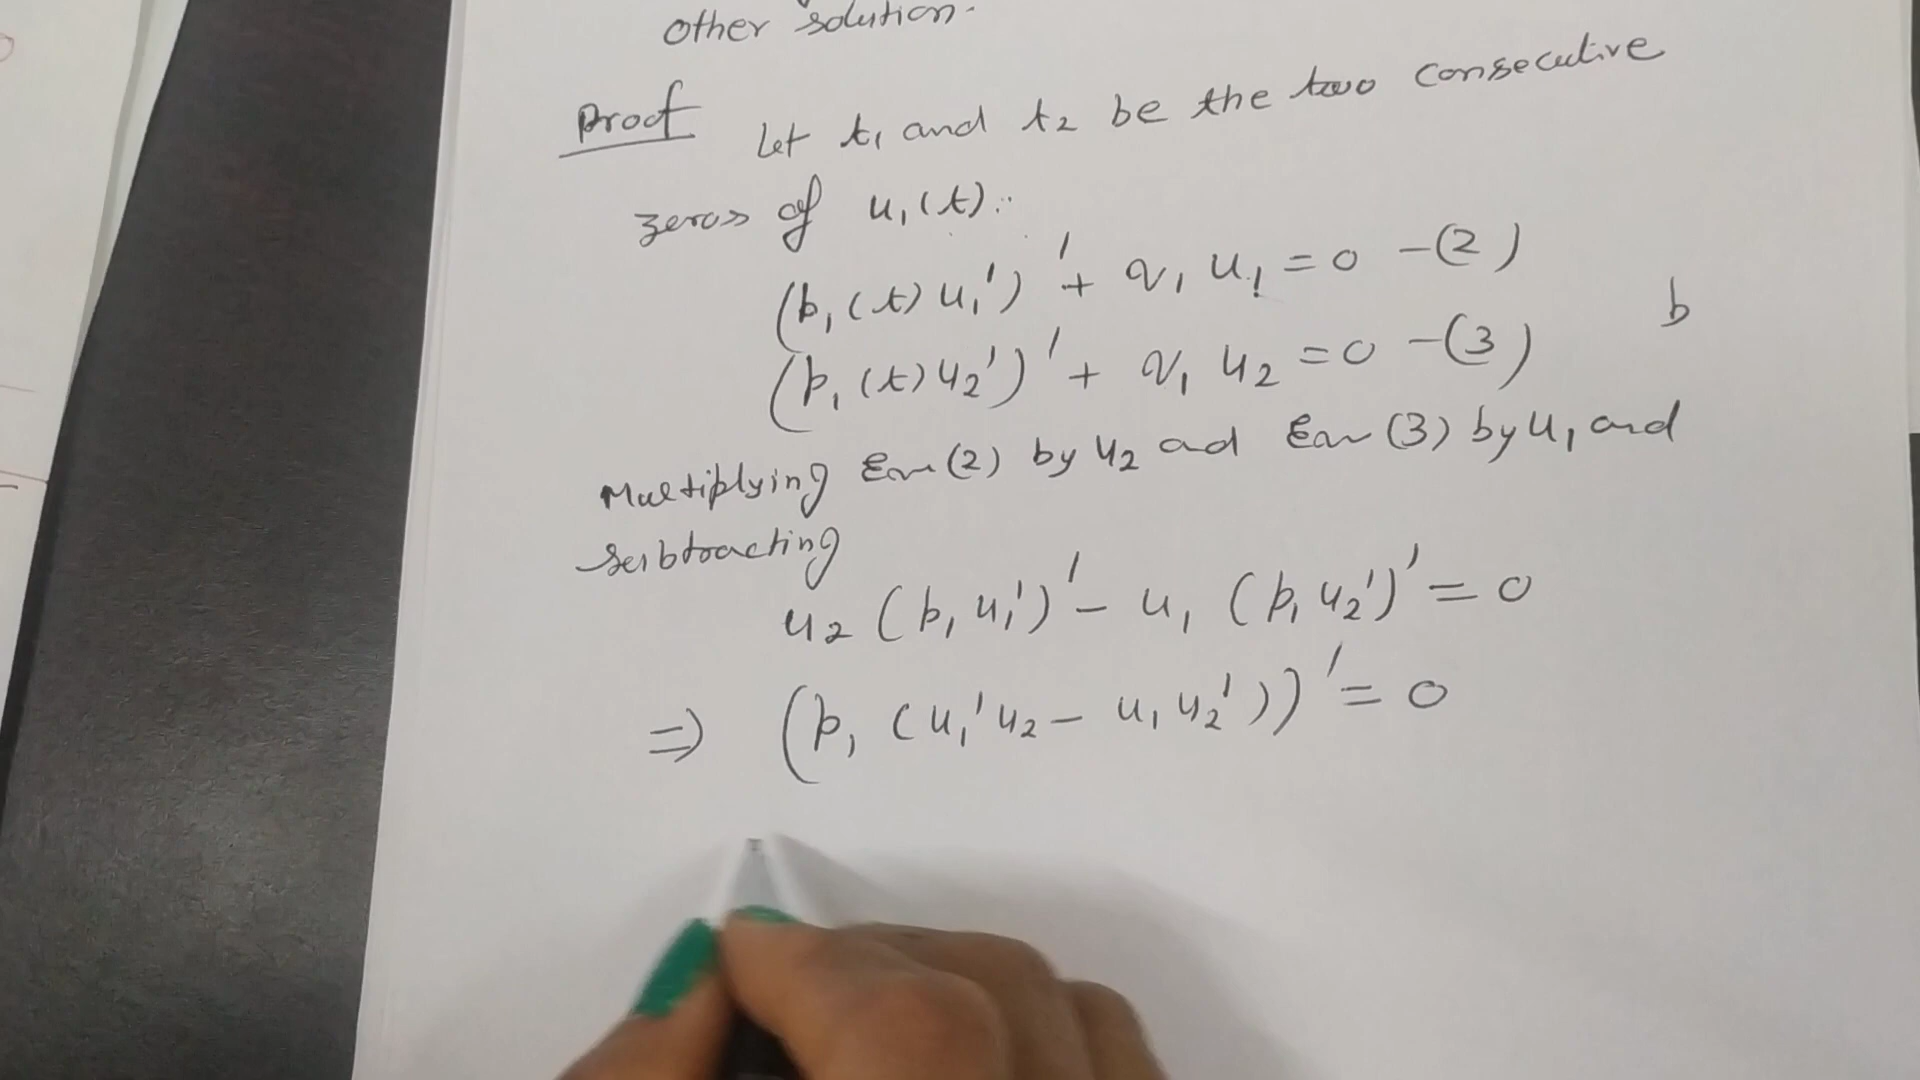 other solution.
Proof Let t₁ and t₂ be the two consecutive
zeros of u₁(t).
(p₁(t)u₁')' + q₁ u₁ = 0 -(2)
b
(p₁(t)u₂')' + q₁ u₂ = 0 -(3)
Multiplying Eqn (2) by u₂ and Eqn (3) by u₁ and
subtracting
u₂ (p₁ u₁')' - u₁ (p₁ u₂')' = 0
⇒ (p₁ (u₁'u₂ - u₁ u₂'))' = 0